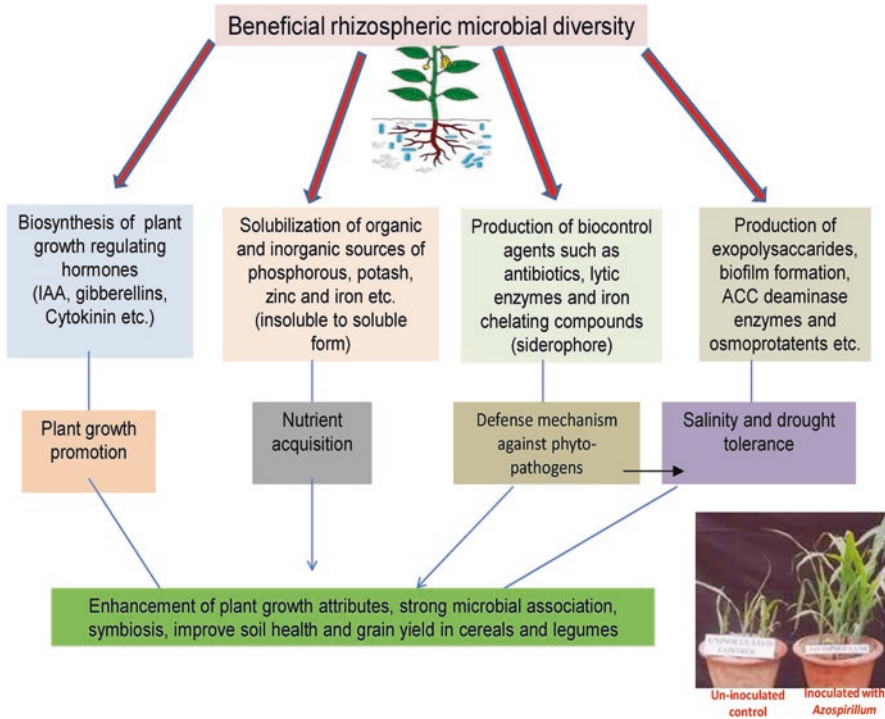 Beneficial rhizospheric microbial diversity
Biosynthesis of plant
growth regulating
hormones
(IAA, gibberellins,
Cytokinin etc.)
Solubilization of organic
and inorganic sources of
phosphorous, potash,
zinc and iron etc.
(insoluble to soluble
form)
Production of biocontrol
agents such as
antibiotics, lytic
enzymes and iron
chelating compounds
(siderophore)
Production of
exopolysaccarides,
biofilm formation,
ACC deaminase
enzymes and
osmoprotatents etc.
Plant growth
promotion
Nutrient
acquisition
Defense mechanism
against phyto-
pathogens
Salinity and drought
tolerance
Enhancement of plant growth attributes, strong microbial association,
symbiosis, improve soil health and grain yield in cereals and legumes
UNINOCULATED
CONTROL
AZOSPIRILLUM
Un-inoculated
control
Inoculated with
Azospirillum